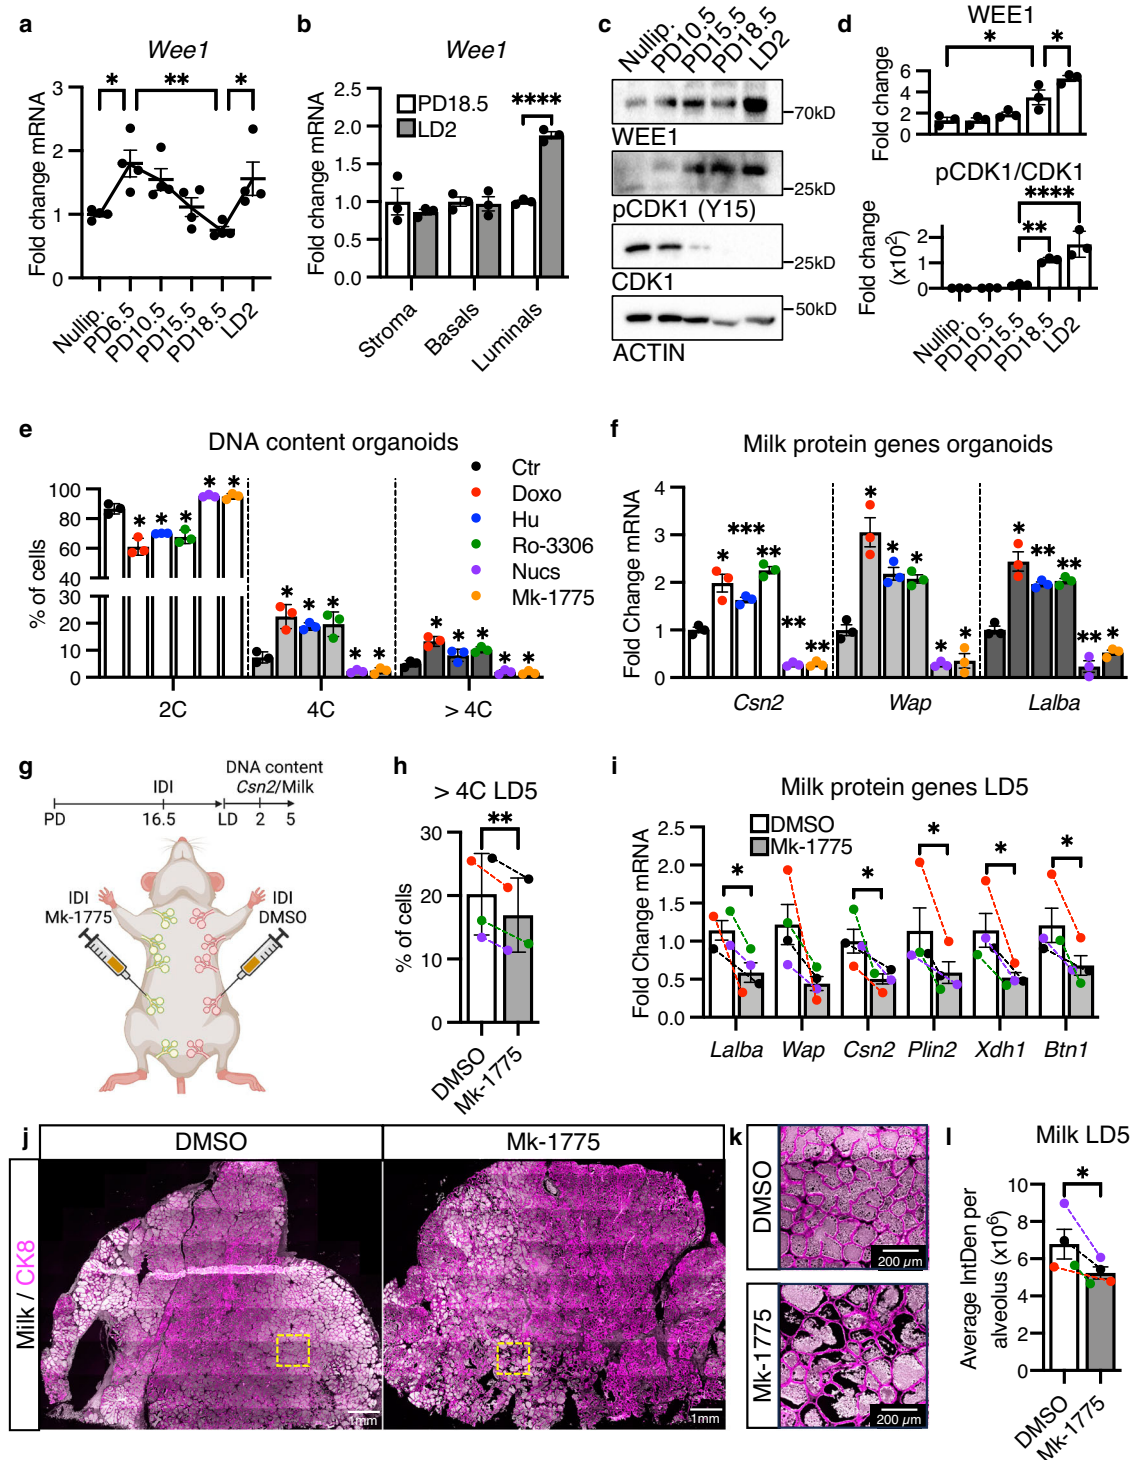 a
Wee1
Fold change mRNA
3
2
1
0
* ** *
Nullip.
PD6.5
PD10.5
PD15.5
PD18.5
LD2
b
Wee1
Fold change mRNA
2.5
2.0
1.5
1.0
0.5
0.0
PD18.5
LD2
****
Stroma
Basals
Luminals
c
Nullip.
PD10.5
PD15.5
PD18.5
LD2
70kD
WEE1
25kD
pCDK1 (Y15)
25kD
CDK1
50kD
ACTIN
d
WEE1
Fold change
6
4
2
0
* *
pCDK1/CDK1
Fold change
(x10²)
2
1
0
****
**
Nullip.
PD10.5
PD15.5
PD18.5
LD2
e
DNA content organoids
% of cells
100
80
60
40
30
20
10
0
* * * * *
* * * * *
* * * * *
2C
4C
> 4C
Ctr
Doxo
Hu
Ro-3306
Nucs
Mk-1775
f
Milk protein genes organoids
Fold Change mRNA
4
3
2
1
0
* *** ** ** **
* * * * *
* ** ** ** *
Csn2
Wap
Lalba
g
DNA content
IDI Csn2/Milk
PD 16.5 LD 2 5
IDI
Mk-1775
IDI
DMSO
h
> 4C LD5
% of cells
30
20
10
0
**
DMSO
Mk-1775
i
Milk protein genes LD5
Fold Change mRNA
2.5
2.0
1.5
1.0
0.5
0.0
DMSO
Mk-1775
* * * * *
Lalba
Wap
Csn2
Plin2
Xdh1
Btn1
j
DMSO
Mk-1775
Milk / CK8
1mm
1mm
k
DMSO
200 µm
Mk-1775
200 µm
l
Milk LD5
Average IntDen per
alveolus (x10⁶)
10
8
6
4
2
0
*
DMSO
Mk-1775